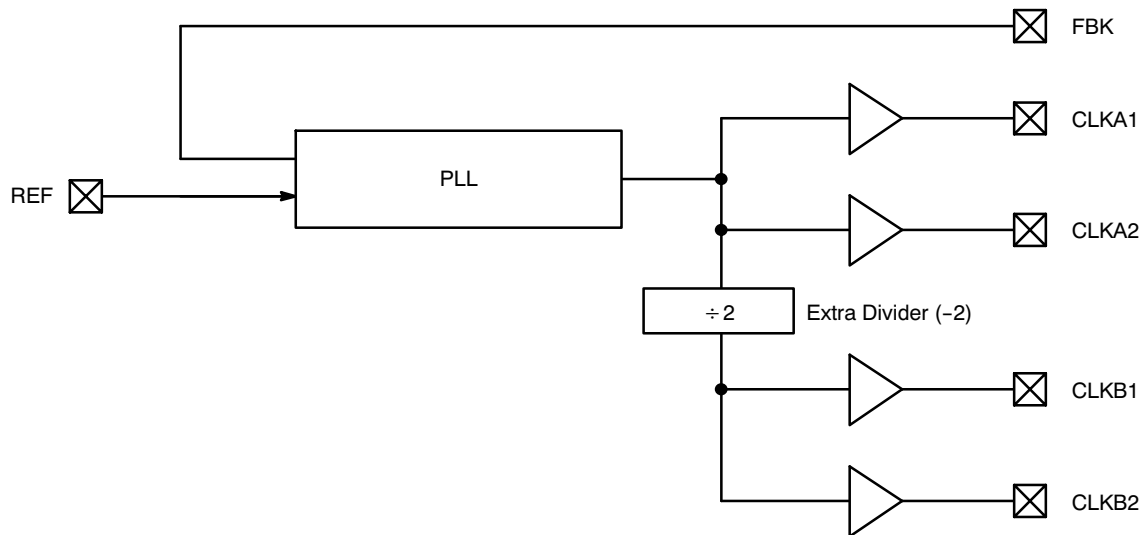 FBK
CLKA1
PLL
REF
CLKA2
÷2 Extra Divider (–2)
CLKB1
CLKB2